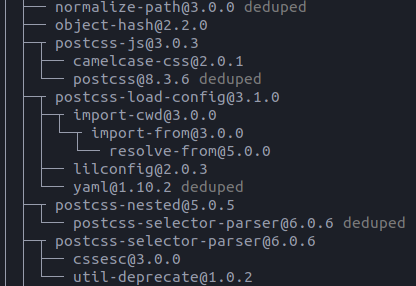 normalize-path@3.0.0 deduped
object-hash@2.2.0
postcss-js@3.0.3
camelcase-css@2.0.1
postcss@8.3.6 deduped
postcss-load-config@3.1.0
import-cwd@3.0.0
import-from@3.0.0
resolve-from@5.0.0
lilconfig@2.0.3
yaml@1.10.2 deduped
postcss-nested@5.0.5
postcss-selector-parser@6.0.6 deduped
postcss-selector-parser@6.0.6
cssesc@3.0.0
util-deprecate@1.0.2